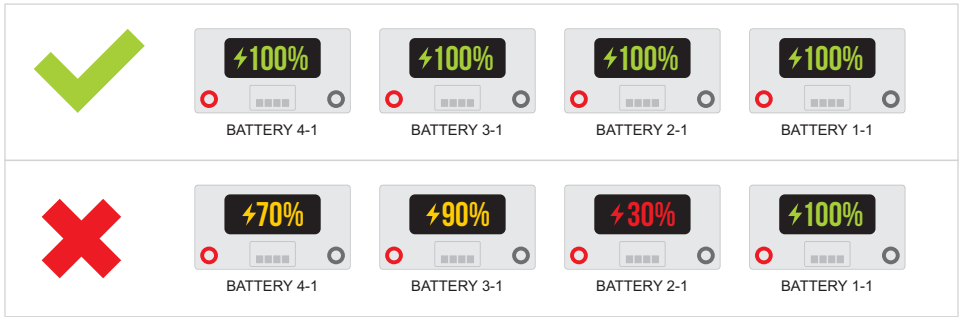 100% 100% 100% 100%
BATTERY 4-1 BATTERY 3-1 BATTERY 2-1 BATTERY 1-1
70% 90% 30% 100%
BATTERY 4-1 BATTERY 3-1 BATTERY 2-1 BATTERY 1-1